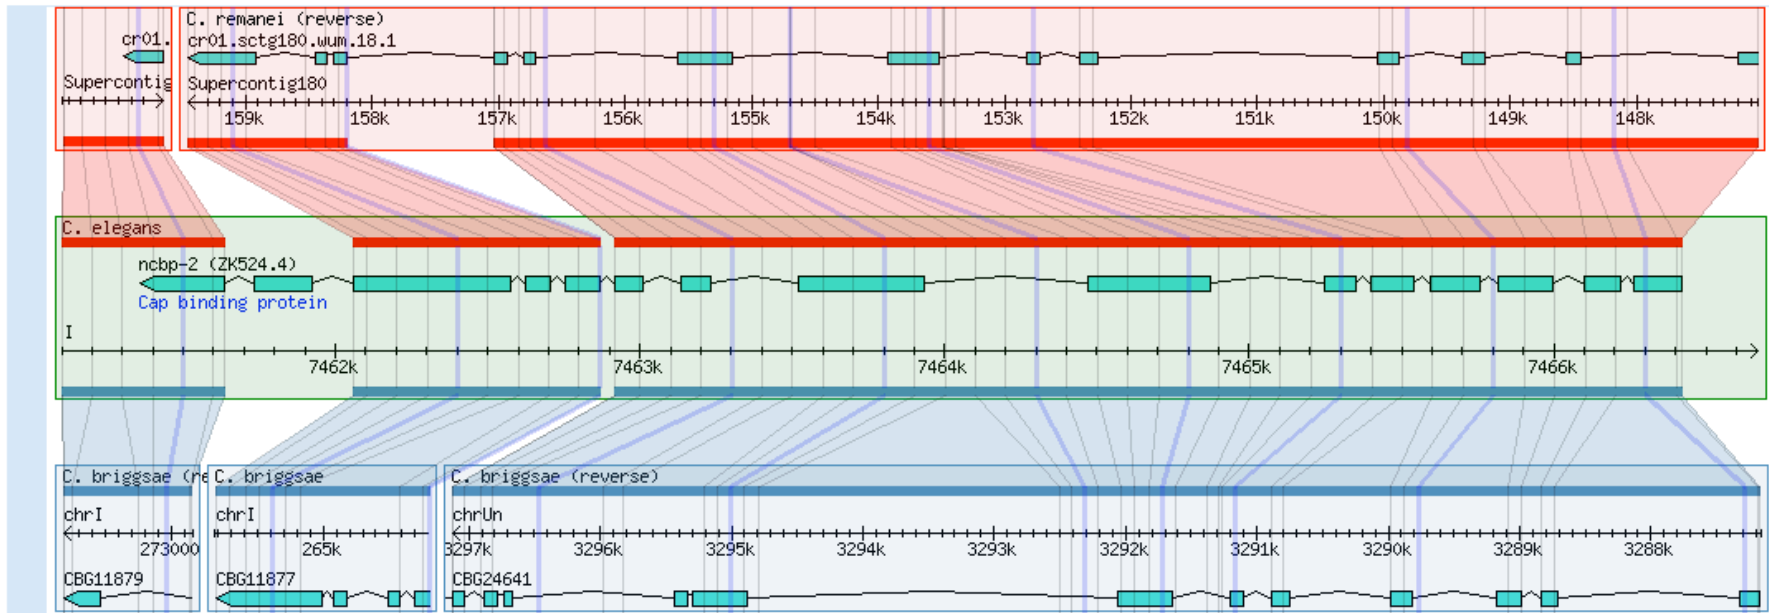 C. remanei (reverse)
cr01.
cr01.sctg180.wum.18.1
Supercontig
Supercontig180
159k 158k 157k 156k 155k 154k 153k 152k 151k 150k 149k 148k
C. elegans
ncbp-2 (ZK524.4)
Cap binding protein
I
7462k 7463k 7464k 7465k 7466k
C. briggsae (re
C. briggsae
C. briggsae (reverse)
chrI
chrI
chrUn
273000
265k
3297k 3296k 3295k 3294k 3293k 3292k 3291k 3290k 3289k 3288k
CBG11879
CBG11877
CBG24641